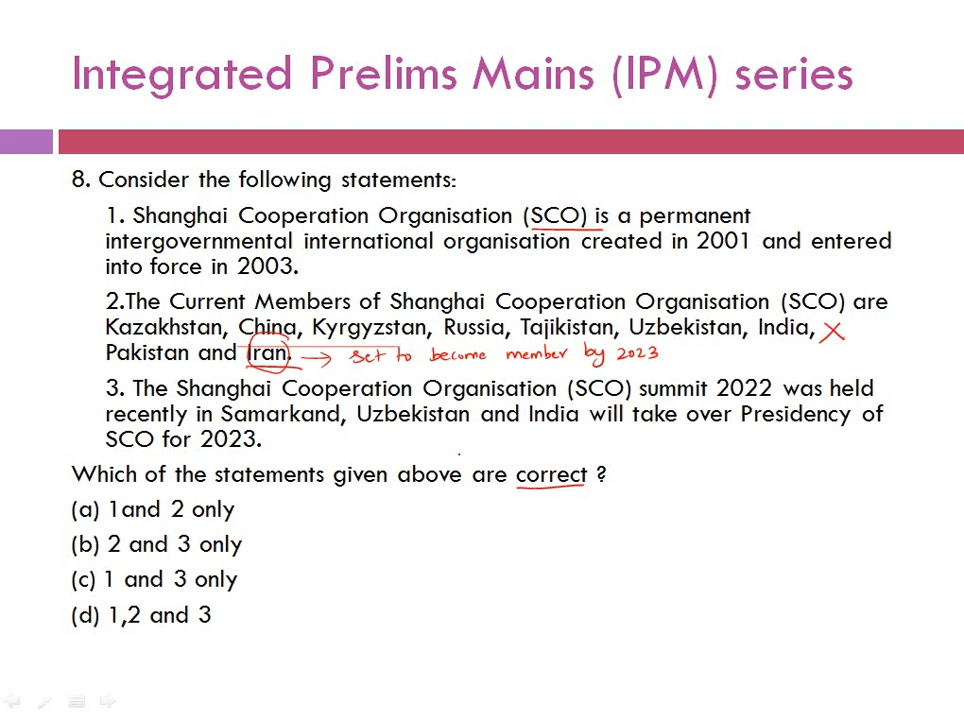 Integrated Prelims Mains (IPM) series
8. Consider the following statements:
1. Shanghai Cooperation Organisation (SCO) is a permanent
intergovernmental international organisation created in 2001 and entered
into force in 2003.
2.The Current Members of Shanghai Cooperation Organisation (SCO) are
Kazakhstan, China, Kyrgyzstan, Russia, Tajikistan, Uzbekistan, India, X
Pakistan and Iran. → set to become member by 2023
3. The Shanghai Cooperation Organisation (SCO) summit 2022 was held
recently in Samarkand, Uzbekistan and India will take over Presidency of
SCO for 2023.
Which of the statements given above are correct ?
(a) 1and 2 only
(b) 2 and 3 only
(c) 1 and 3 only
(d) 1,2 and 3